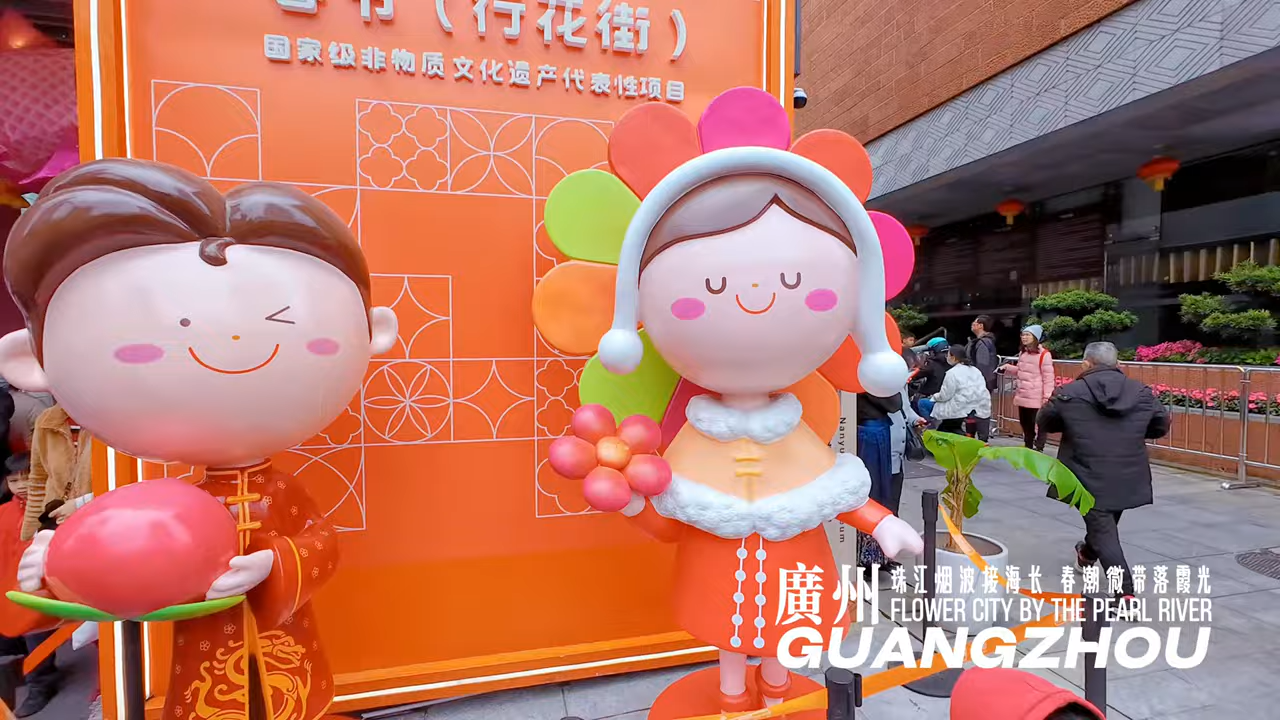 春节（行花街）
国家级非物质文化遗产代表性项目
廣州
珠江烟波接海长 春潮微带落霞光
FLOWER CITY BY THE PEARL RIVER
GUANGZHOU